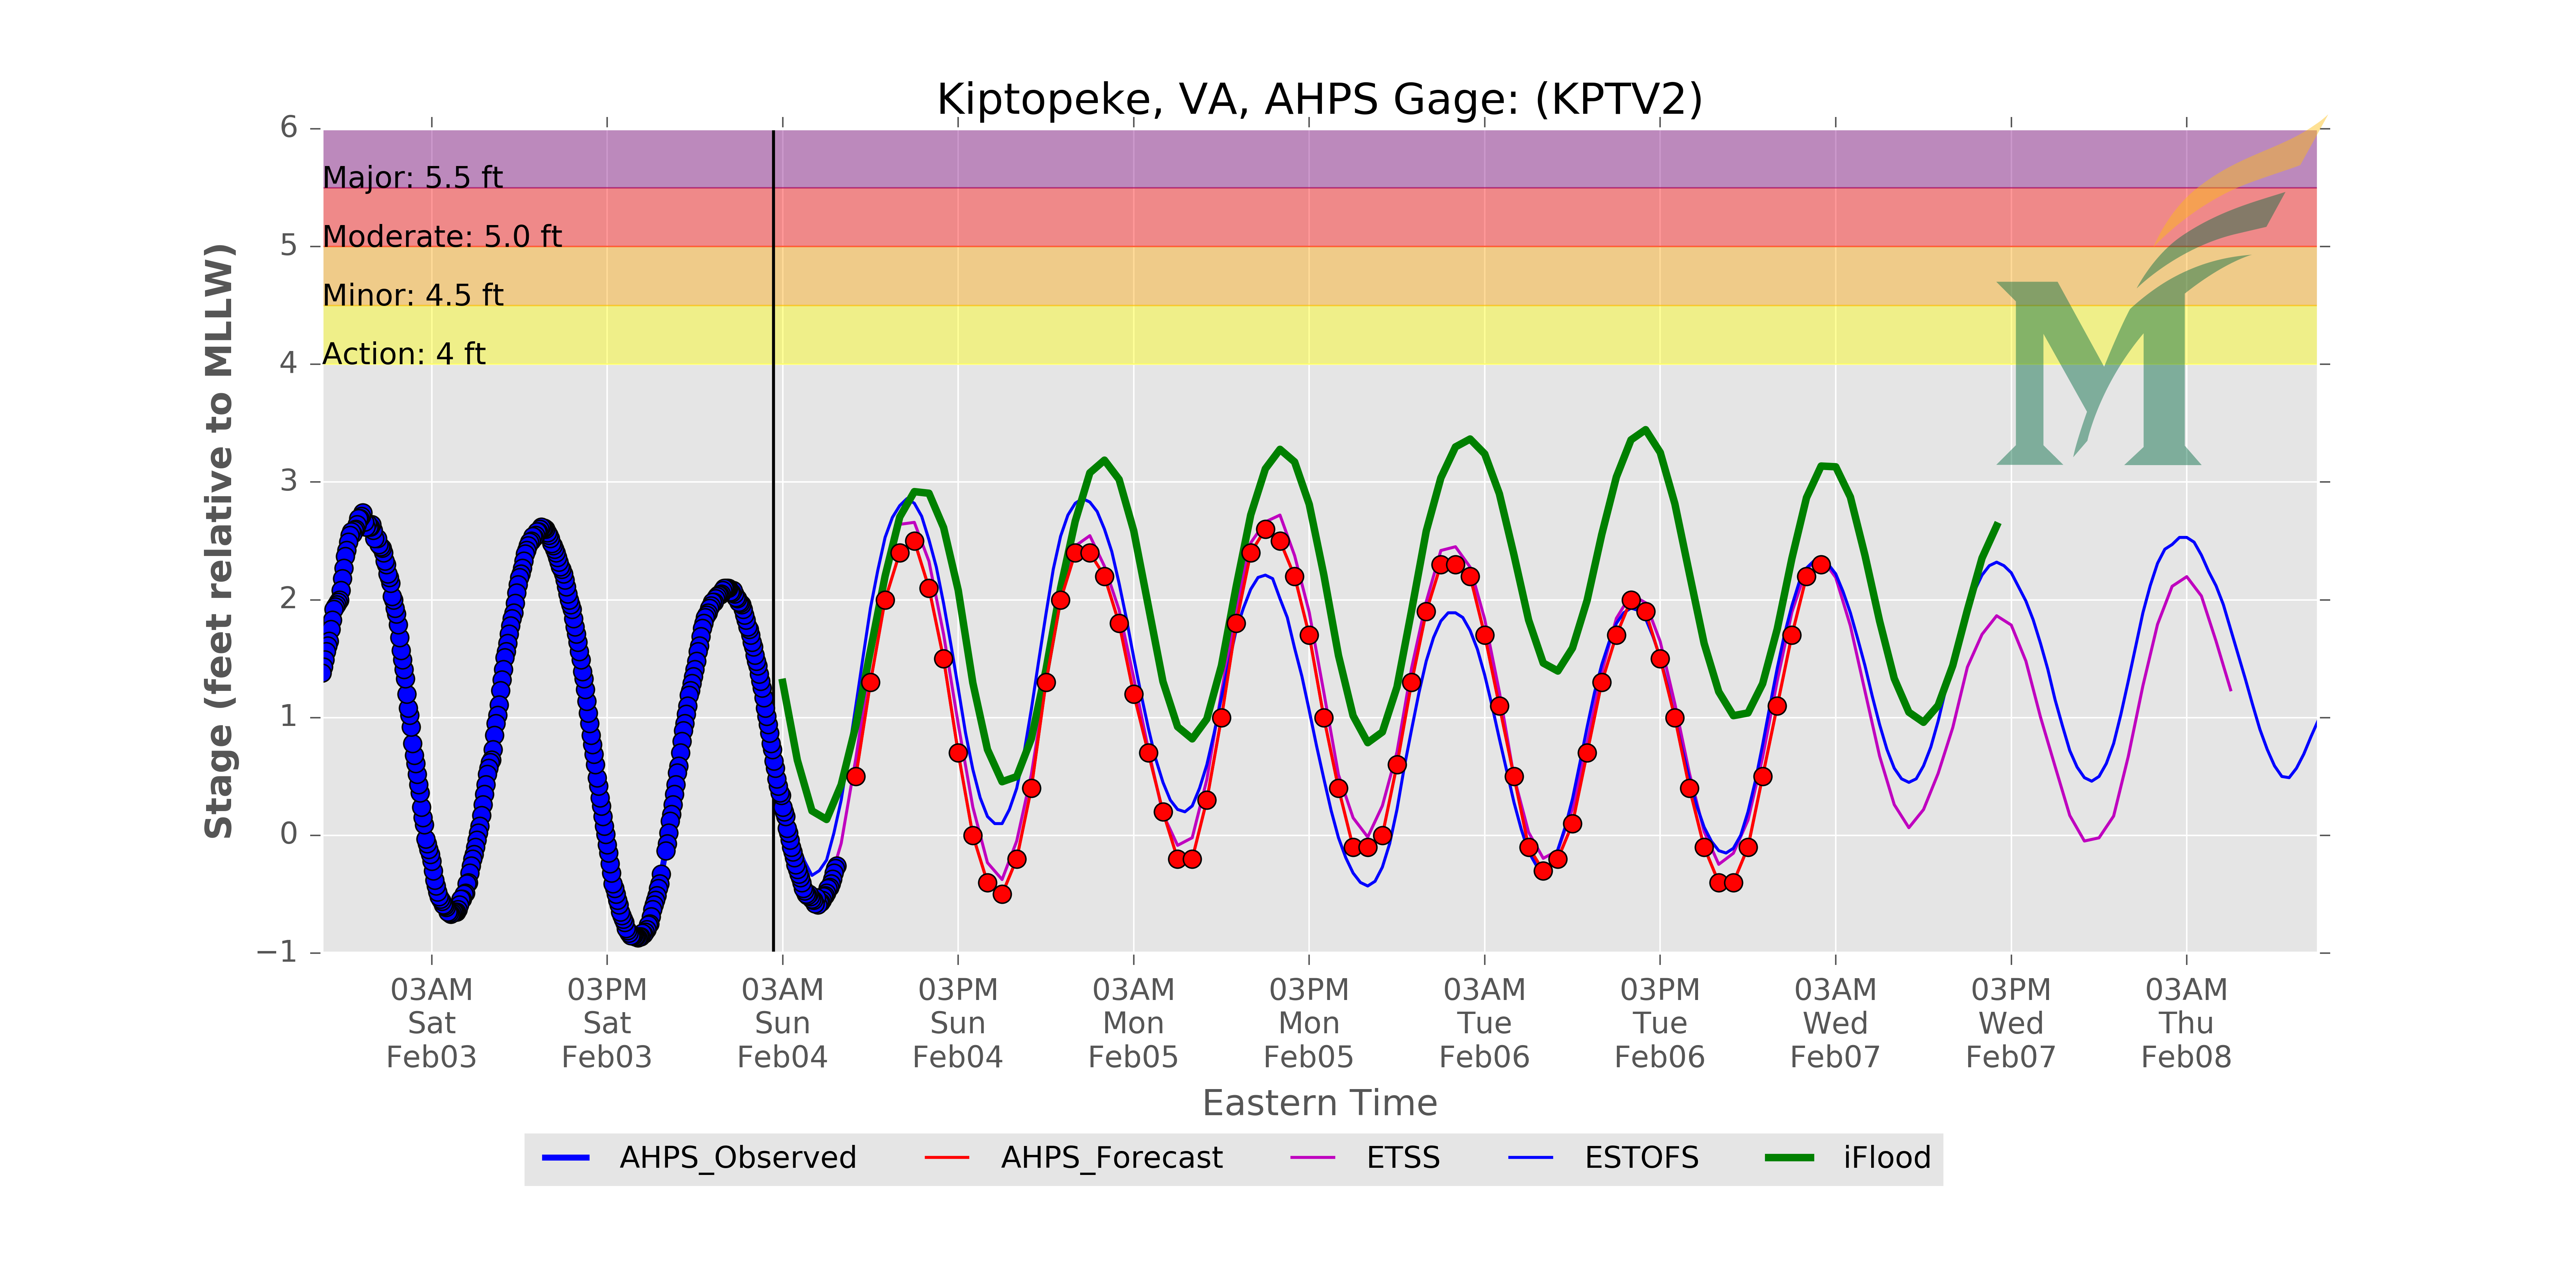 Kiptopeke, VA, AHPS Gage: (KPTV2)
6
Major: 5.5 ft
Moderate: 5.0 ft
5
Minor: 4.5 ft
Action: 4 ft
4
3
2
1
0
−1
Stage (feet relative to MLLW)
03AM 03PM 03AM 03PM 03AM 03PM 03AM 03PM 03AM 03PM 03AM
Sat Sat Sun Sun Mon Mon Tue Tue Wed Wed Thu
Feb03 Feb03 Feb04 Feb04 Feb05 Feb05 Feb06 Feb06 Feb07 Feb07 Feb08
Eastern Time
AHPS_Observed AHPS_Forecast ETSS ESTOFS iFlood
M